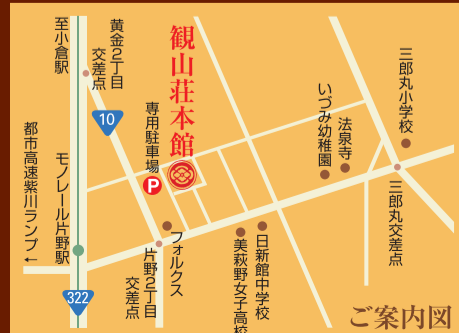 至小倉駅
黄金2丁目
交差点
10
専用駐車場
P
観山荘本館
三郎丸小学校
法泉寺
いづみ幼稚園
都市高速紫川ランプ←
モノレール片野駅
322
フォルクス
片野2丁目
交差点
日新館中学校
美萩野女子高校
三郎丸交差点
ご案内図